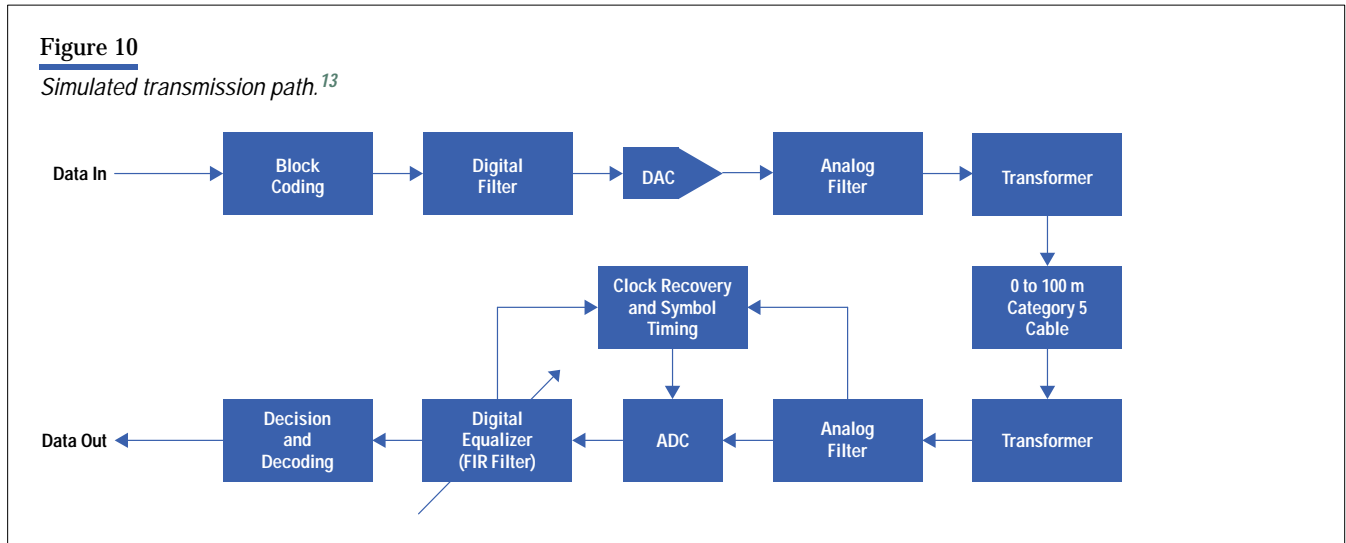 Figure 10
Simulated transmission path.13
Data In
Block
Coding
Digital
Filter
DAC
Analog
Filter
Transformer
Clock Recovery
and Symbol
Timing
0 to 100 m
Category 5
Cable
Data Out
Decision
and
Decoding
Digital
Equalizer
(FIR Filter)
ADC
Analog
Filter
Transformer